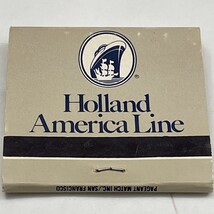 ®
Holland
America Line
PAGEANT MATCH INC./SAN FRANCISCO